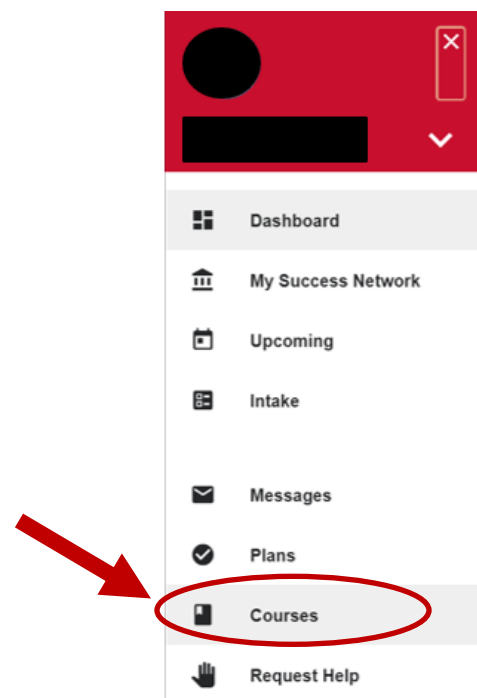 Dashboard
My Success Network
Upcoming
Intake
Messages
Plans
Courses
Request Help